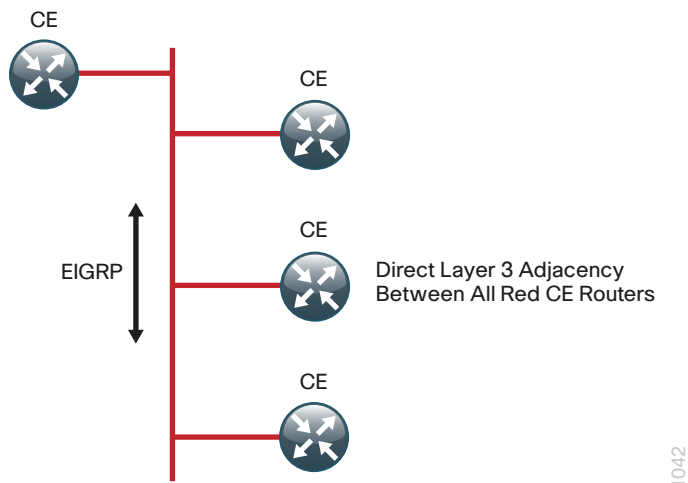 CE
CE
CE
EIGRP
Direct Layer 3 Adjacency
Between All Red CE Routers
CE
1042